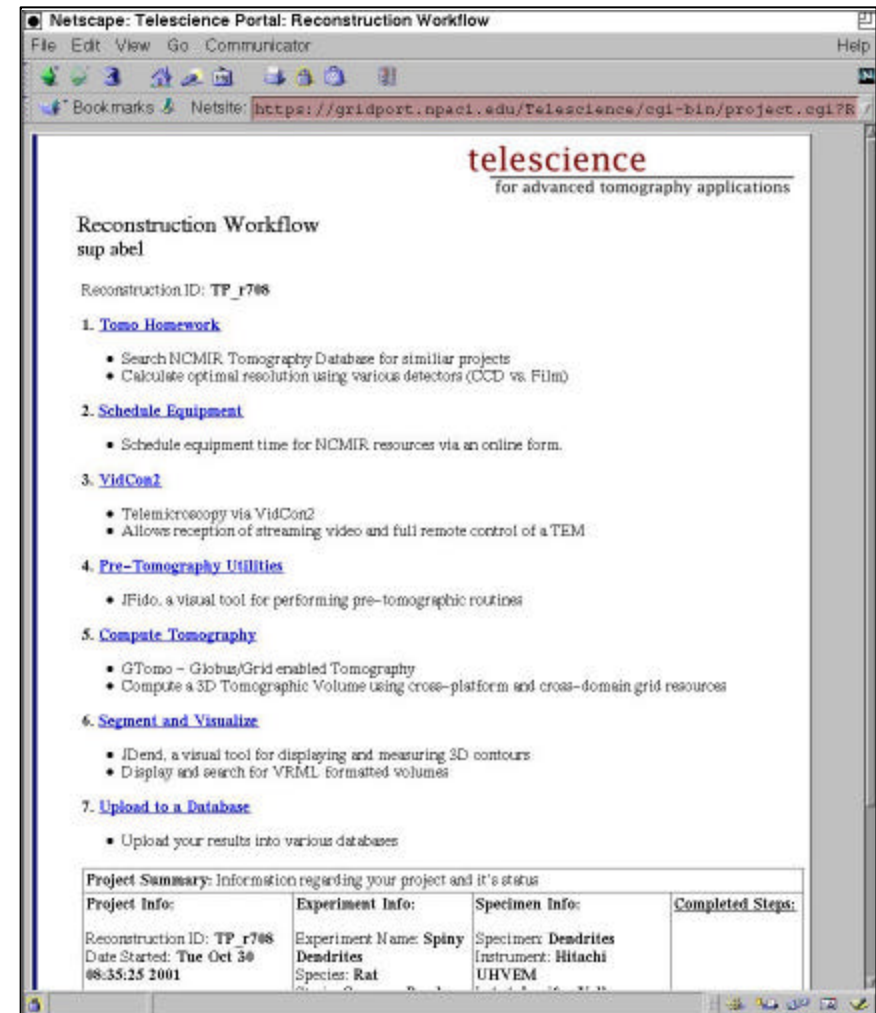 Netscape: Telescience Portal: Reconstruction Workflow
File Edit View Go Communicator Help
Bookmarks Netsite: https://gridport.npaci.edu/Telescience/cgi-bin/project.cgi?R
telescience
for advanced tomography applications
Reconstruction Workflow
sup abel
Reconstruction ID: TP_r708
1. Tomo Homework
• Search NCMIR Tomography Database for similiar projects
• Calculate optimal resolution using various detectors (CCD vs. Film)
2. Schedule Equipment
• Schedule equipment time for NCMIR resources via an online form.
3. VidCon2
• Telemicroscopy via VidCon2
• Allows reception of streaming video and full remote control of a TEM
4. Pre-Tomography Utilities
• JFido, a visual tool for performing pre-tomographic routines
5. Compute Tomography
• GTomo - Globus/Grid enabled Tomography
• Compute a 3D Tomographic Volume using cross-platform and cross-domain grid resources
6. Segment and Visualize
• JDend, a visual tool for displaying and measuring 3D contours
• Display and search for VRML formatted volumes
7. Upload to a Database
• Upload your results into various databases
Project Summary: Information regarding your project and it's status
Project Info: Experiment Info: Specimen Info: Completed Steps:
Reconstruction ID: TP_r708 Experiment Name: Spiny Specimen: Dendrites
Date Started: Tue Oct 30 Dendrites Instrument: Hitachi
08:35:25 2001 Species: Rat UHVEM